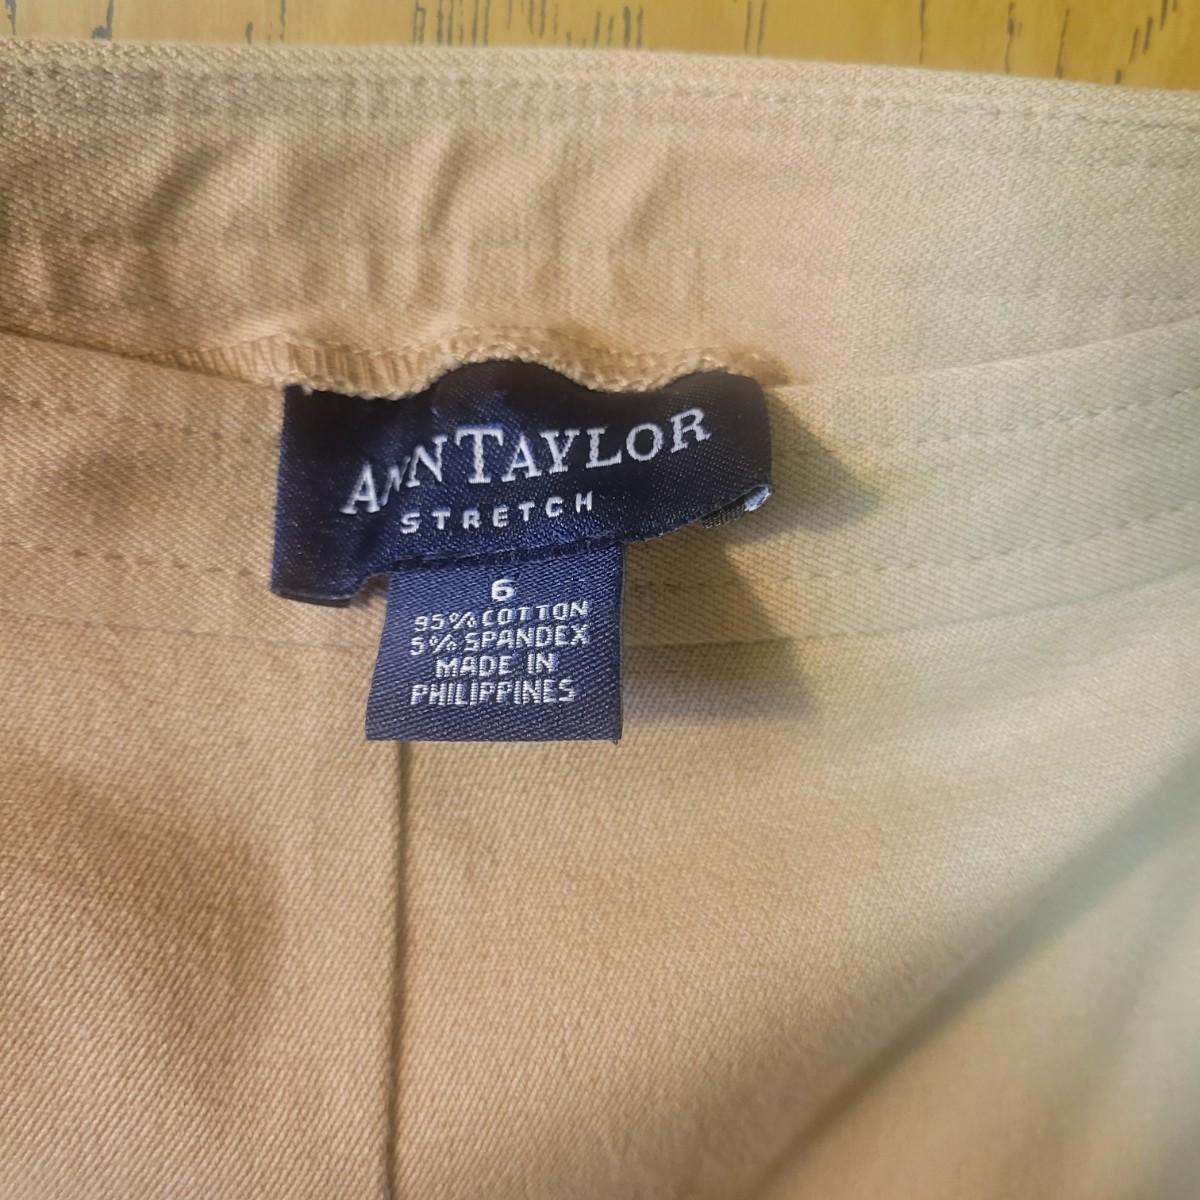 ANNTAYLOR
STRETCH
6
95% COTTON
5% SPANDEX
MADE IN
PHILIPPINES